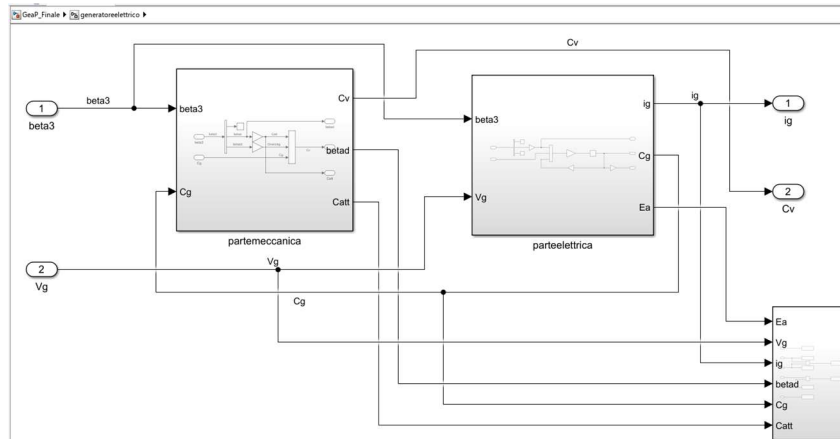 GeaP_Finale ▶ generatoreelettrico ▶
Cv
beta3
1
beta3
beta3
Cv
betad
Cg
Catt
partemeccanica
beta3
ig
Cg
Vg
Ea
parteelettrica
ig
1
ig
2
Cv
2
Vg
Vg
Cg
Ea
Vg
ig
betad
Cg
Catt